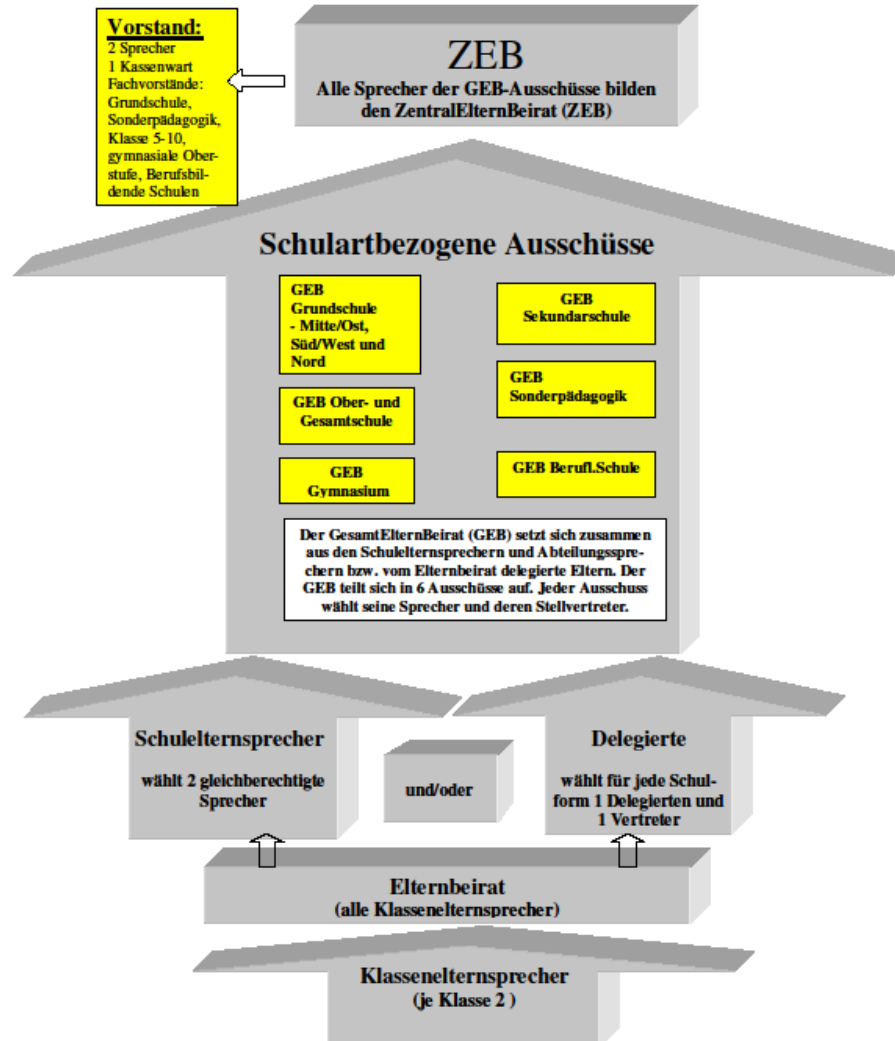 Vorstand:
2 Sprecher
1 Kassenwart
Fachvorstände:
Grundschule,
Sonderpädagogik,
Klasse 5-10,
gymnasiale Ober-
stufe, Berufsbil-
dende Schulen
ZEB
Alle Sprecher der GEB-Ausschüsse bilden
den ZentralElternBeirat (ZEB)
Schulartbezogene Ausschüsse
GEB
Grundschule
- Mitte/Ost,
Süd/West und
Nord
GEB
Sekundarschule
GEB Ober- und
Gesamtschule
GEB
Sonderpädagogik
GEB
Gymnasium
GEB Berufl.Schule
Der GesamtElternBeirat (GEB) setzt sich zusammen
aus den Schulelternsprechern und Abteilungsspre-
chern bzw. vom Elternbeirat delegierte Eltern. Der
GEB teilt sich in 6 Ausschüsse auf. Jeder Ausschuss
wählt seine Sprecher und deren Stellvertreter.
Schulelternsprecher
wählt 2 gleichberechtigte
Sprecher
und/oder
Delegierte
wählt für jede Schul-
form 1 Delegierten und
1 Vertreter
Elternbeirat
(alle Klassenelternsprecher)
Klassenelternsprecher
(je Klasse 2 )